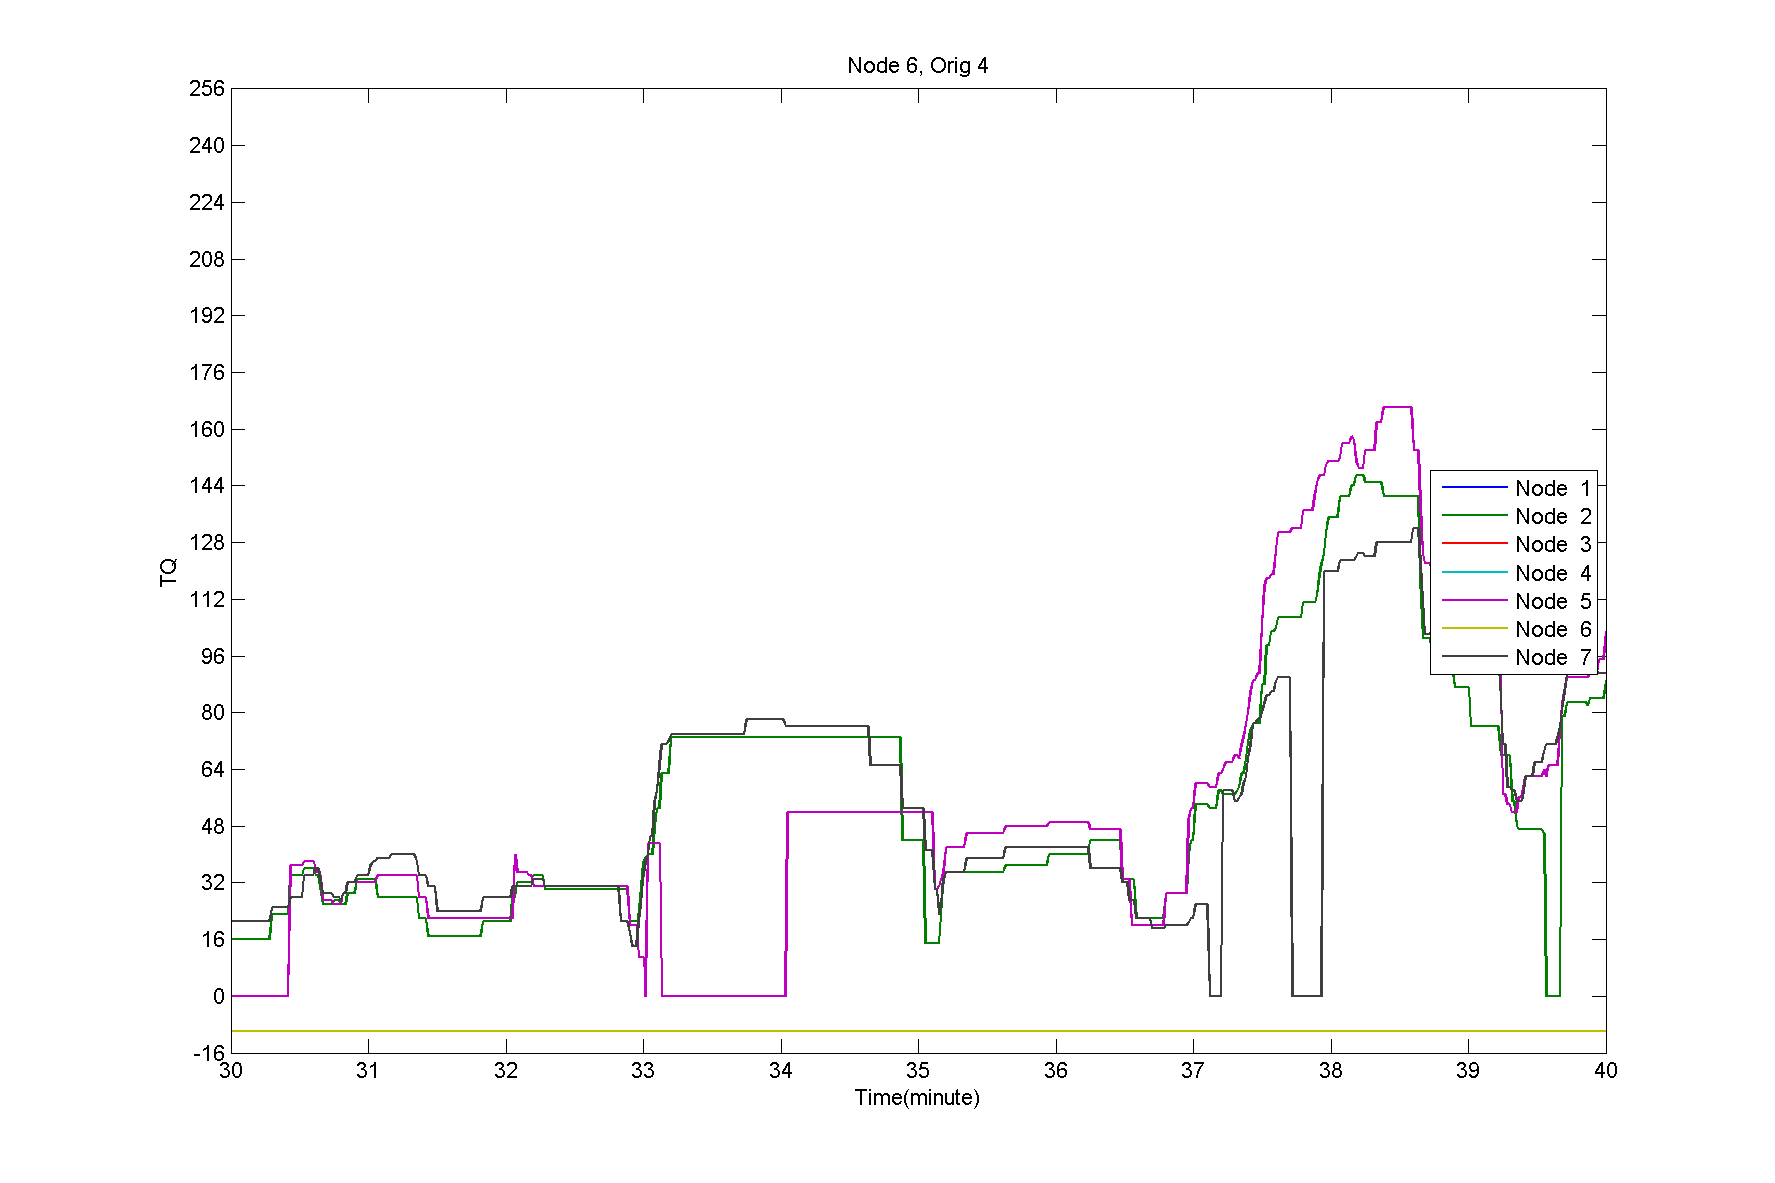 Node 6, Orig 4
256
240
224
208
192
176
160
144
128
112
96
80
64
48
32
16
0
-16
TQ
30 31 32 33 34 35 36 37 38 39 40
Time(minute)
Node 1
Node 2
Node 3
Node 4
Node 5
Node 6
Node 7